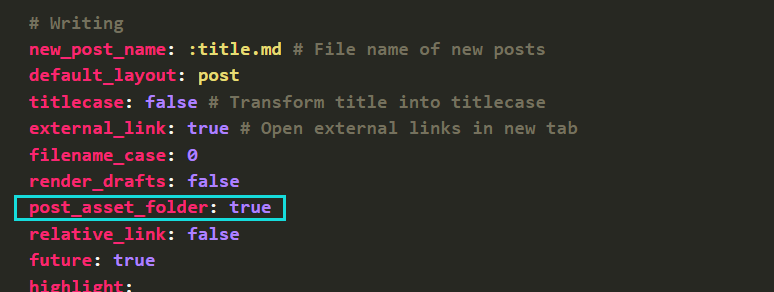 # Writing
new_post_name: :title.md # File name of new posts
default_layout: post
titlecase: false # Transform title into titlecase
external_link: true # Open external links in new tab
filename_case: 0
render_drafts: false
post_asset_folder: true
relative_link: false
future: true
highlight: